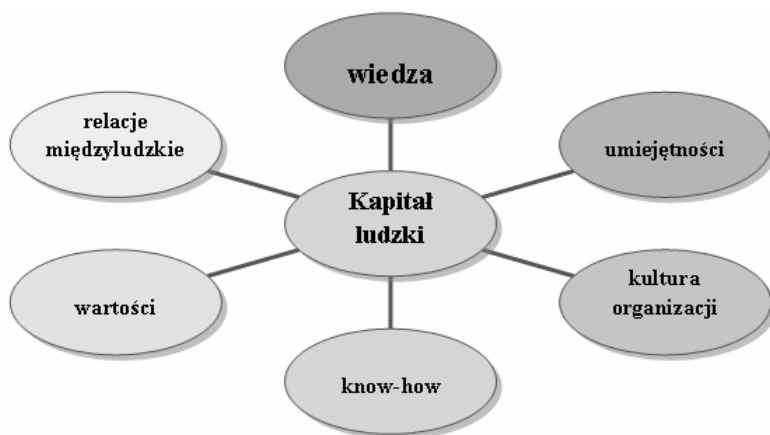 wiedza
relacje
międzyludzkie
umiejętności
Kapitał
ludzki
wartości
kultura
organizacji
know-how